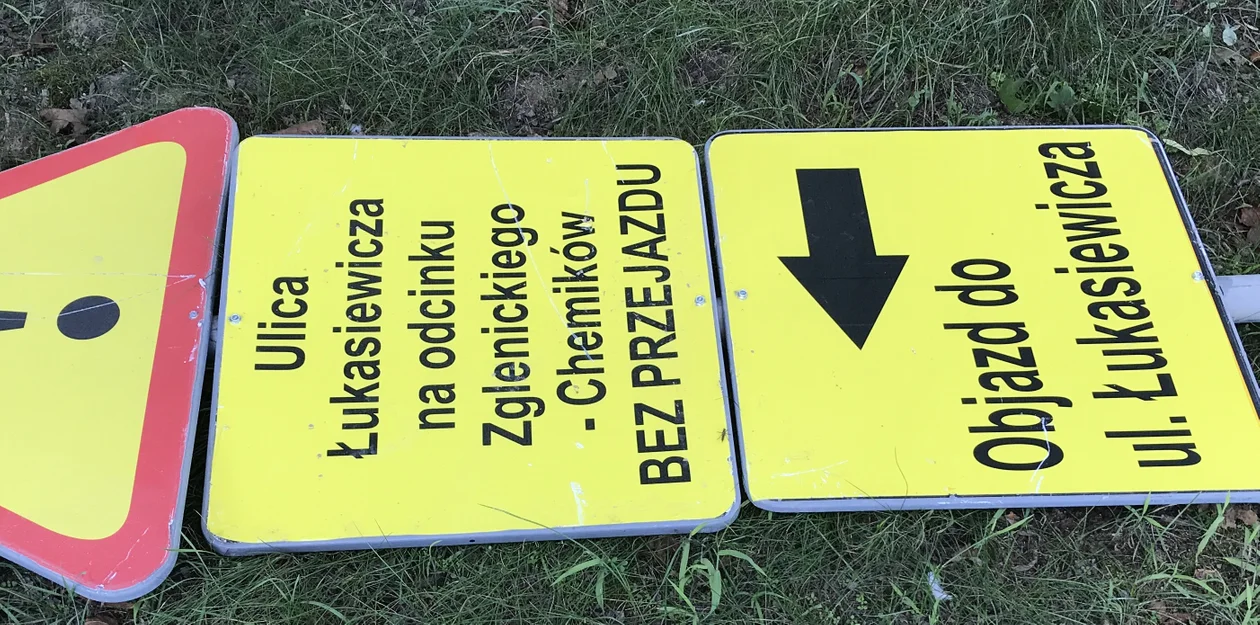 Ulica
Łukasiewicza
na odcinku
Zglenickiego
- Chemików
BEZ PRZEJAZDU
Objazd do
ul. Łukasiewicza